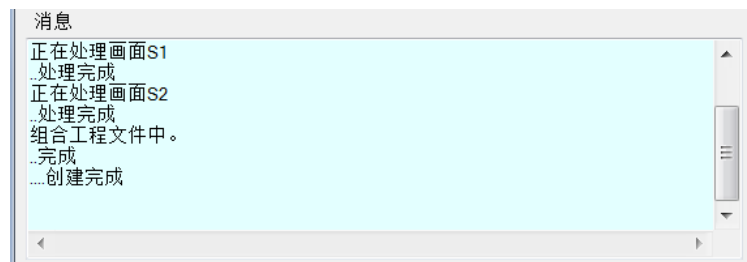 消息
正在处理画面S1
..处理完成
正在处理画面S2
..处理完成
组合工程文件中。
..完成
....创建完成